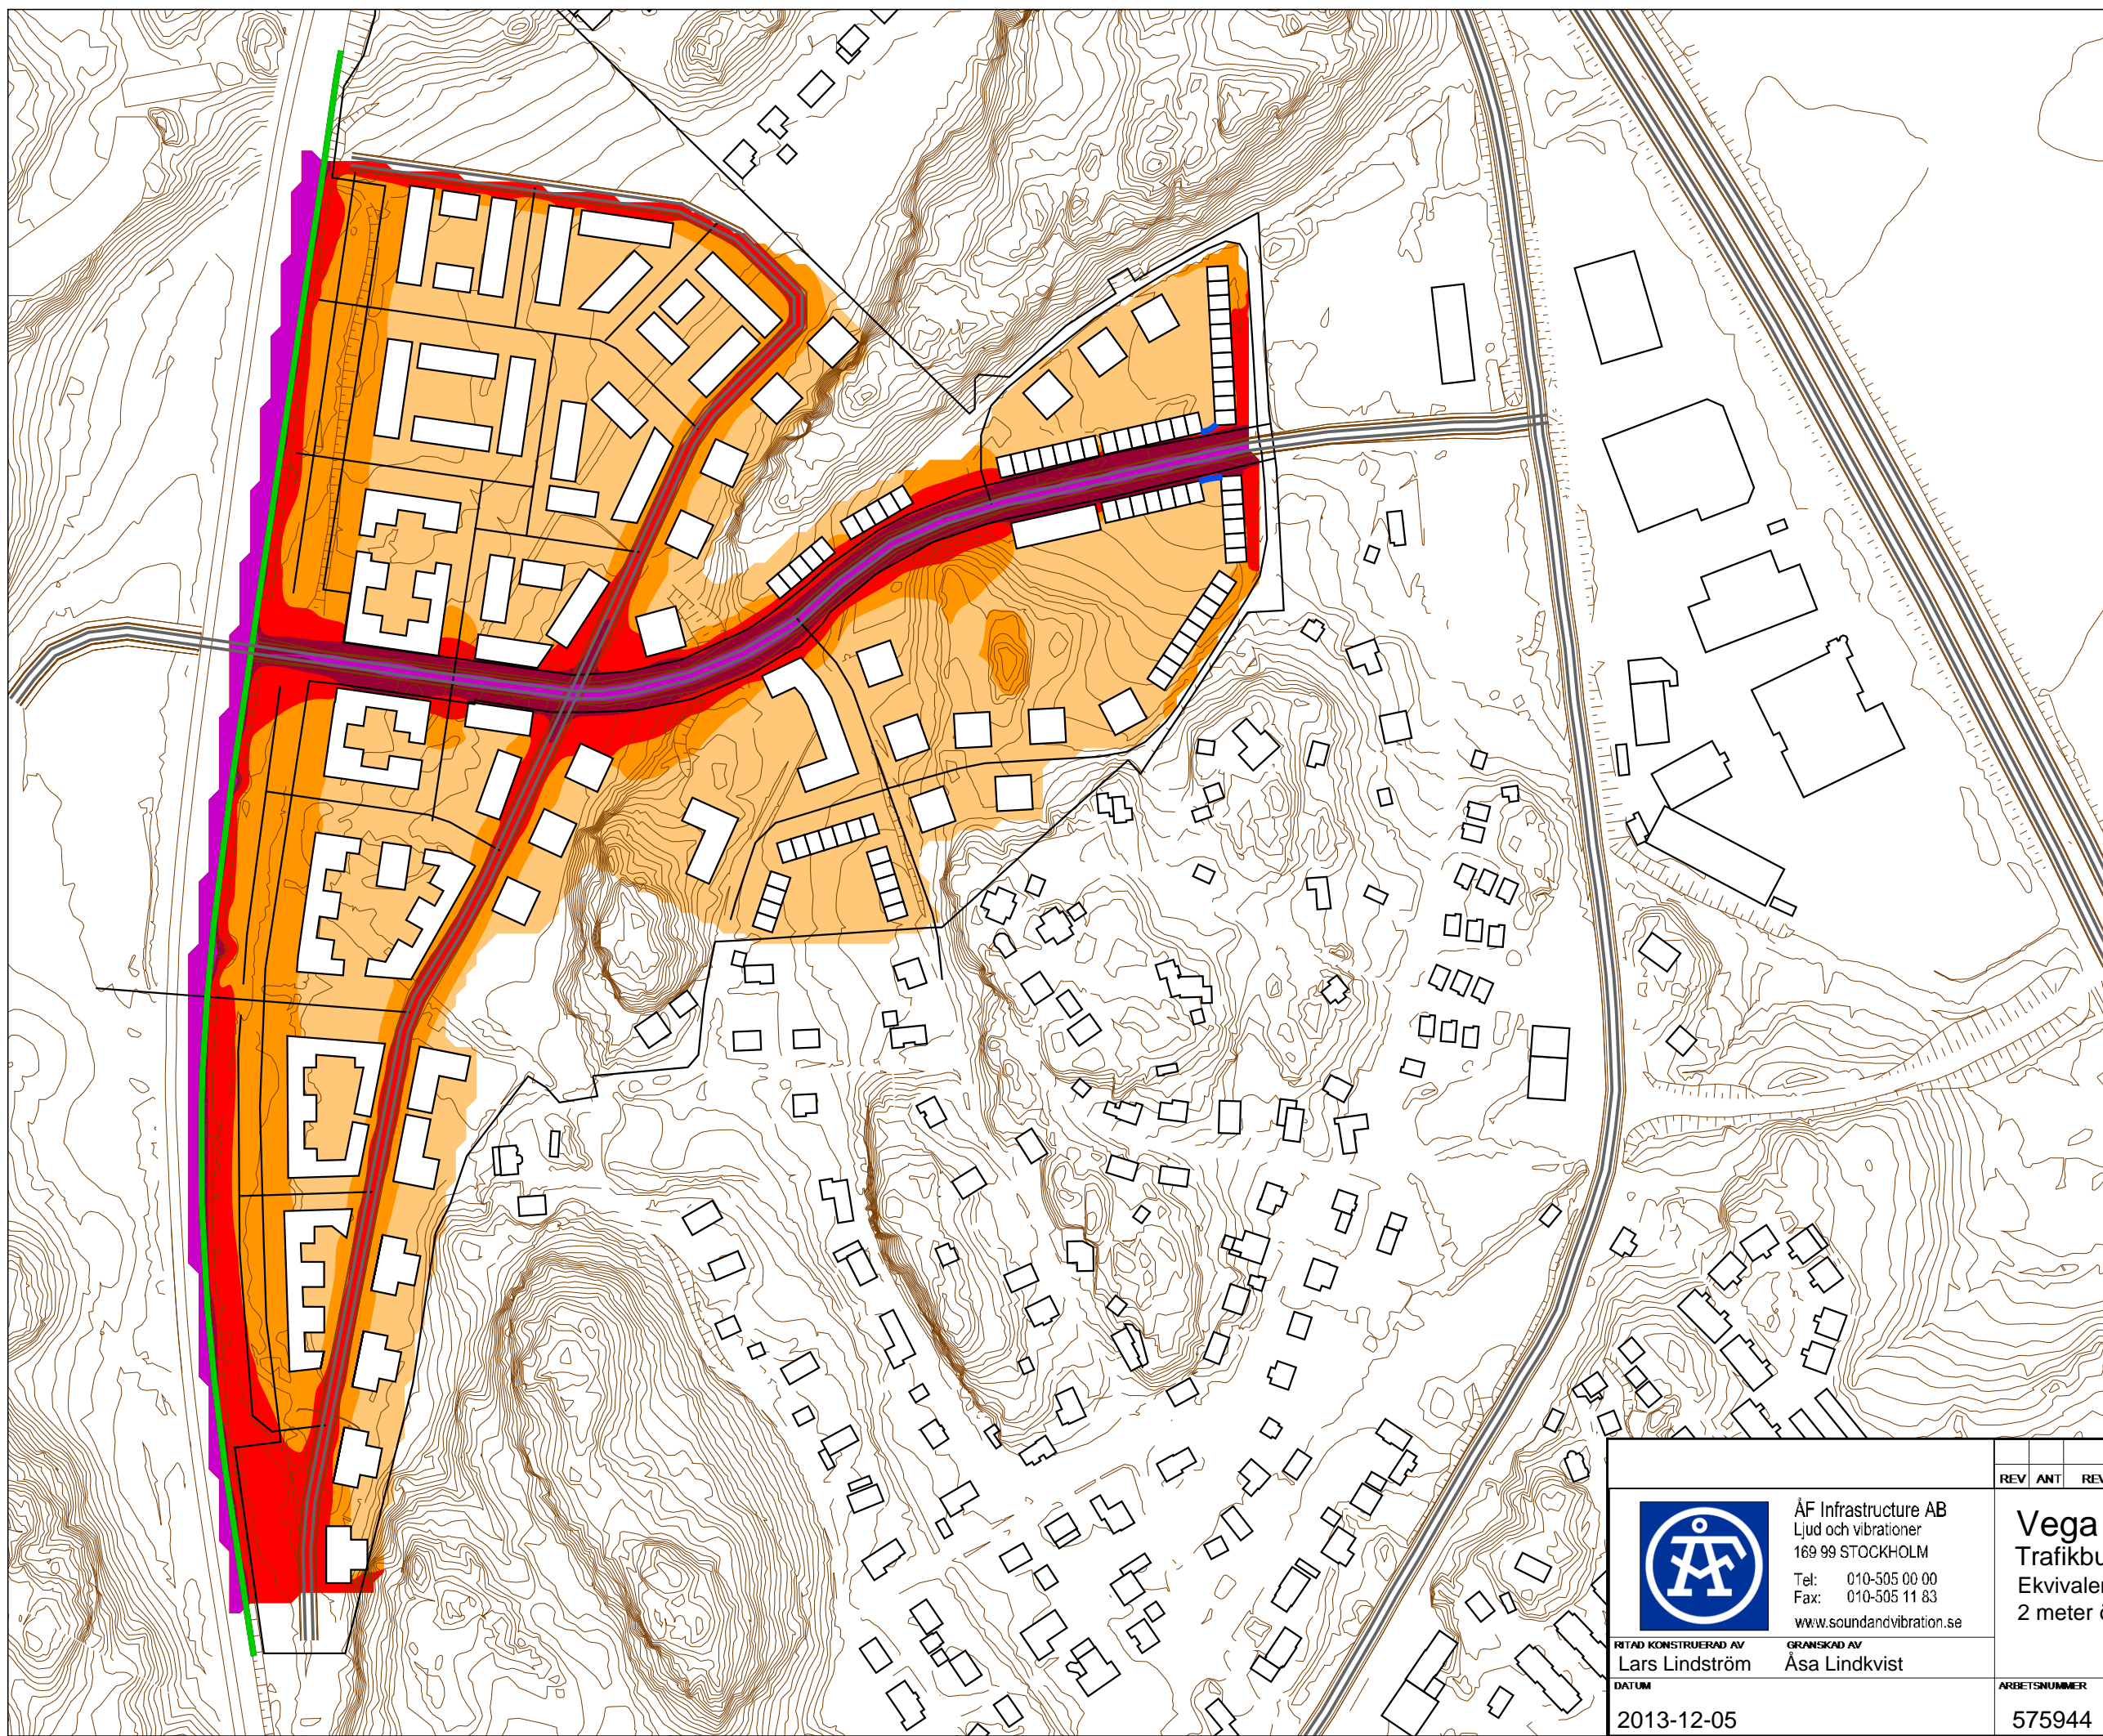 REV ANT
ÅF Infrastructure AB
Ljud och vibrationer
169 99 STOCKHOLM
Tel: 010-505 00 00
Fax: 010-505 11 83
www.soundandvibration.se
Vega
2 meter
RITAD KONSTRUERAD AV
Lars Lindström
GRANSKAD AV
Åsa Lindkvist
DATUM
2013-12-05
ARBETSNUMMER
575944